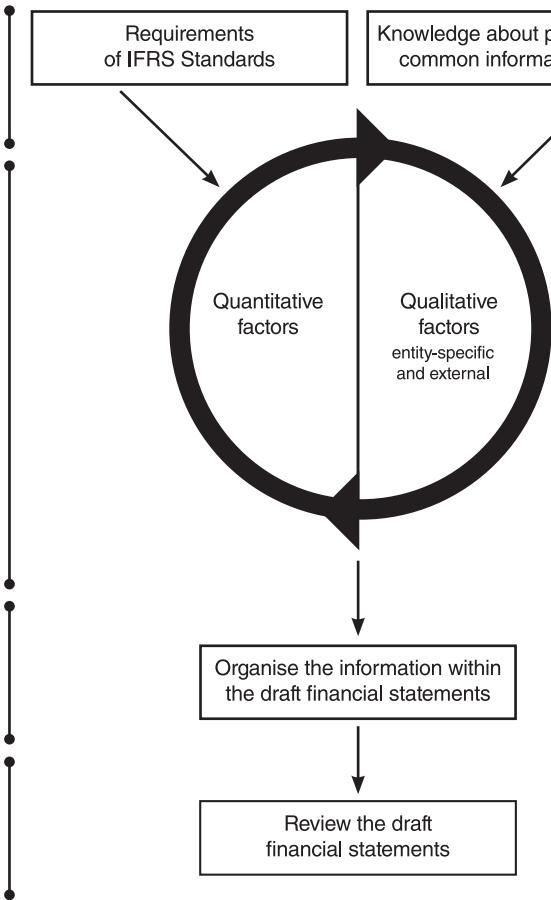 Requirements
of IFRS Standards
Knowledge about
common
Quantitative
factors
Qualitative
factors
entity-specific
and external
Organise the information within
the draft financial statements
Review the draft
financial statements